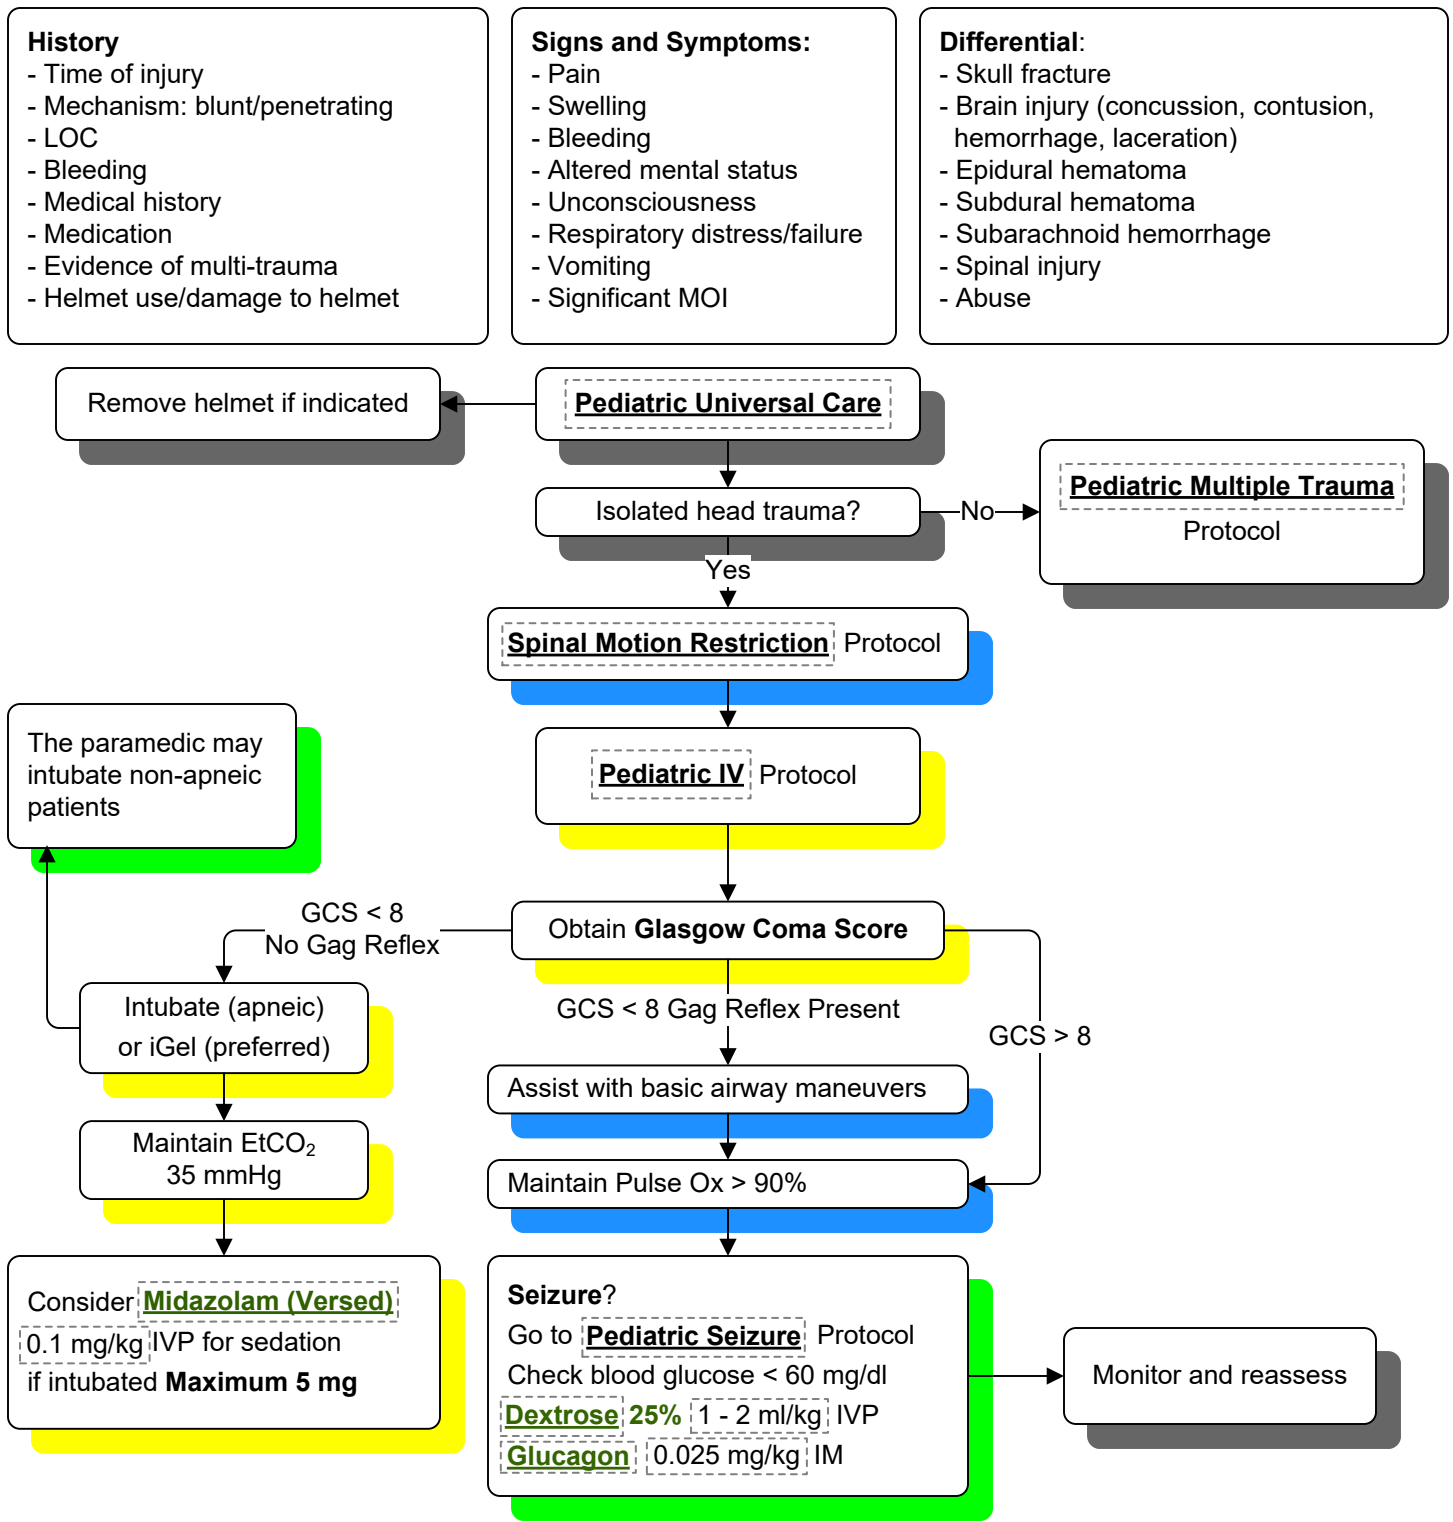 History
- Time of injury
- Mechanism: blunt/penetrating
- LOC
- Bleeding
- Medical history
- Medication
- Evidence of multi-trauma
- Helmet use/damage to helmet
Signs and Symptoms:
- Pain
- Swelling
- Bleeding
- Altered mental status
- Unconsciousness
- Respiratory distress/failure
- Vomiting
- Significant MOI
Differential:
- Skull fracture
- Brain injury (concussion, contusion,
hemorrhage, laceration)
- Epidural hematoma
- Subdural hematoma
- Subarachnoid hemorrhage
- Spinal injury
- Abuse
Remove helmet if indicated
Pediatric Universal Care
Isolated head trauma?
No
Pediatric Multiple Trauma
Protocol
Yes
Spinal Motion Restriction Protocol
The paramedic may
intubate non-apneic
patients
Pediatric IV Protocol
Obtain Glasgow Coma Score
GCS < 8
No Gag Reflex
GCS < 8 Gag Reflex Present
GCS > 8
Intubate (apneic)
or iGel (preferred)
Assist with basic airway maneuvers
Maintain EtCO₂
35 mmHg
Maintain Pulse Ox > 90%
Consider Midazolam (Versed)
0.1 mg/kg IVP for sedation
if intubated Maximum 5 mg
Seizure?
Go to Pediatric Seizure Protocol
Check blood glucose < 60 mg/dl
Dextrose 25% 1 - 2 ml/kg IVP
Glucagon 0.025 mg/kg IM
Monitor and reassess